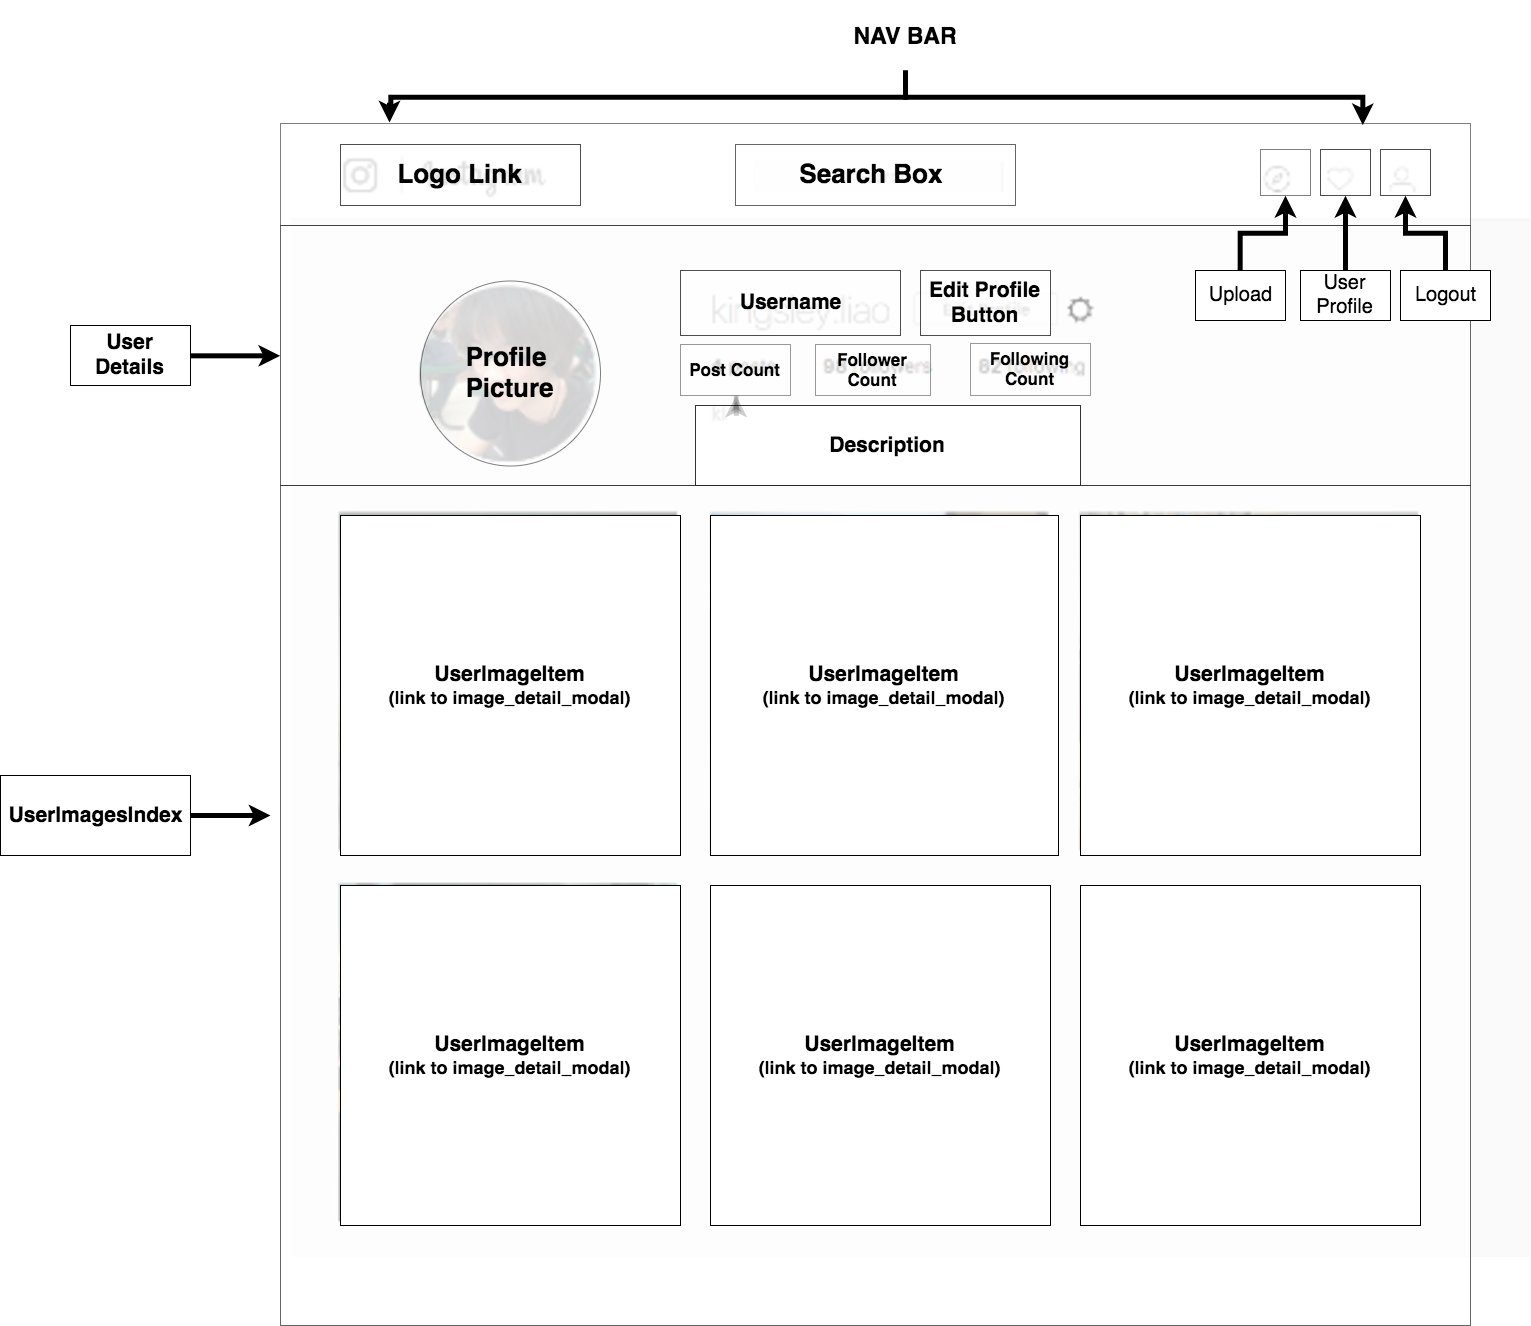 NAV BAR
Logo Link
Search Box
Upload
User
Profile
Logout
Username
Edit Profile
Button
kingsley.liao
User
Details
Profile
Picture
Post Count
Follower
Count
Following
Count
Description
UserImageItem
(link to image_detail_modal)
UserImageItem
(link to image_detail_modal)
UserImageItem
(link to image_detail_modal)
UserImagesIndex
UserImageItem
(link to image_detail_modal)
UserImageItem
(link to image_detail_modal)
UserImageItem
(link to image_detail_modal)